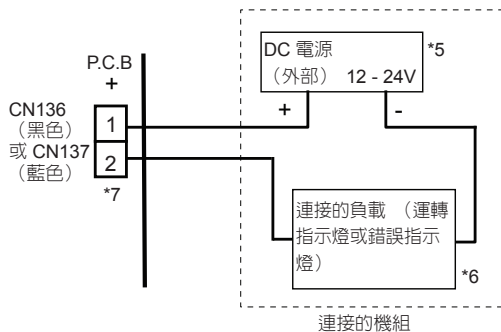 P.C.B
+
CN136
（黑色）
或 CN137
（藍色）
1
2
*7
DC 電源
（外部） 12 - 24V
*5
+
-
連接的負載 （運轉
指示燈或錯誤指示
燈）
*6
連接的機組